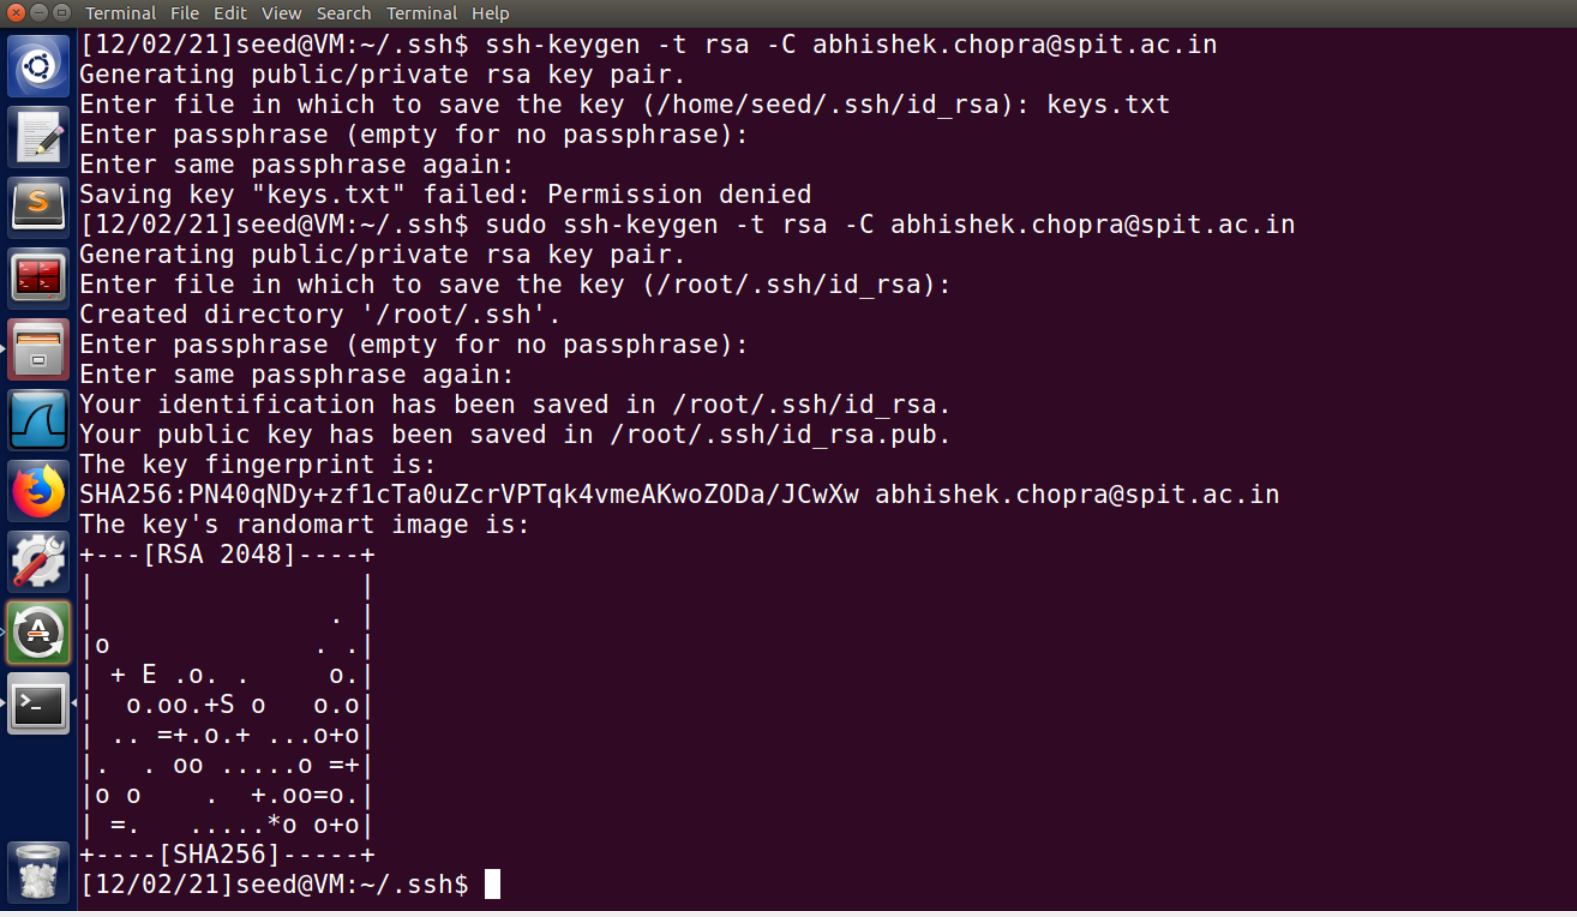 Terminal File Edit View Search Terminal Help
[12/02/21]seed@VM:~/.ssh$ ssh-keygen -t rsa -C abhishek.chopra@spit.ac.in
Generating public/private rsa key pair.
Enter file in which to save the key (/home/seed/.ssh/id_rsa): keys.txt
Enter passphrase (empty for no passphrase):
Enter same passphrase again:
Saving key "keys.txt" failed: Permission denied
[12/02/21]seed@VM:~/.ssh$ sudo ssh-keygen -t rsa -C abhishek.chopra@spit.ac.in
Generating public/private rsa key pair.
Enter file in which to save the key (/root/.ssh/id_rsa):
Created directory '/root/.ssh'.
Enter passphrase (empty for no passphrase):
Enter same passphrase again:
Your identification has been saved in /root/.ssh/id_rsa.
Your public key has been saved in /root/.ssh/id_rsa.pub.
The key fingerprint is:
SHA256:PN40qNDy+zf1cTa0uZcrVPTqk4vmeAKwoZODa/JCwXw abhishek.chopra@spit.ac.in
The key's randomart image is:
+---[RSA 2048]----+
|                 |
|               . |
|o             . .|
| + E .o. .     o.|
|  o.oo.+S o   o.o|
| .. =+.o.+ ...o+o|
|.  . oo .....o =+|
|o o    .  +.oo=o.|
| =.   .....*o o+o|
+----[SHA256]-----+
[12/02/21]seed@VM:~/.ssh$